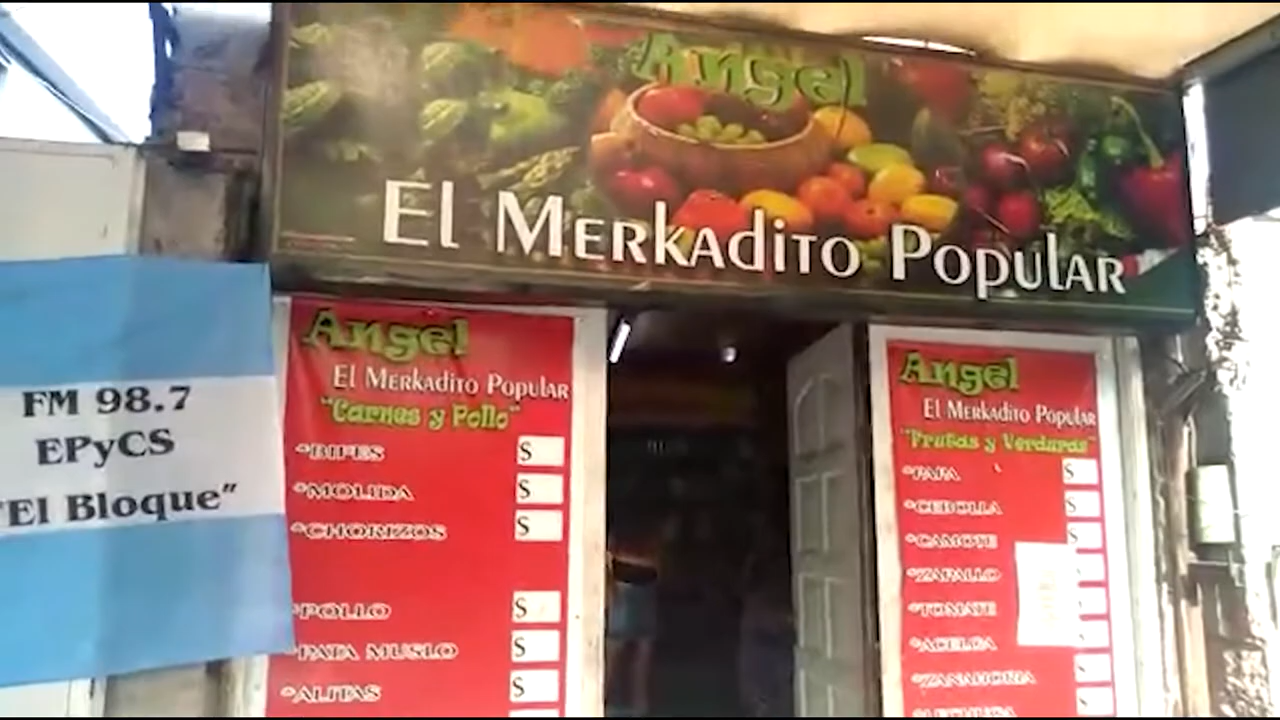 Angel
El Merkadito Popular
FM 98.7
EPyCS
"El Bloque"
Angel
El Merkadito Popular
"Carnes y Pollo"
*BIFES $
*MOLIDA $
*CHORIZOS $
*POLLO $
*PATA MUSLO $
*ALITAS $
Angel
El Merkadito Popular
"Frutas y Verduras"
*PAPA $
*CEBOLLA $
*CAMOTE $
*ZAPALLO
*TOMATE
*ACELGA
*ZANAHORIA $
*LECHUGA